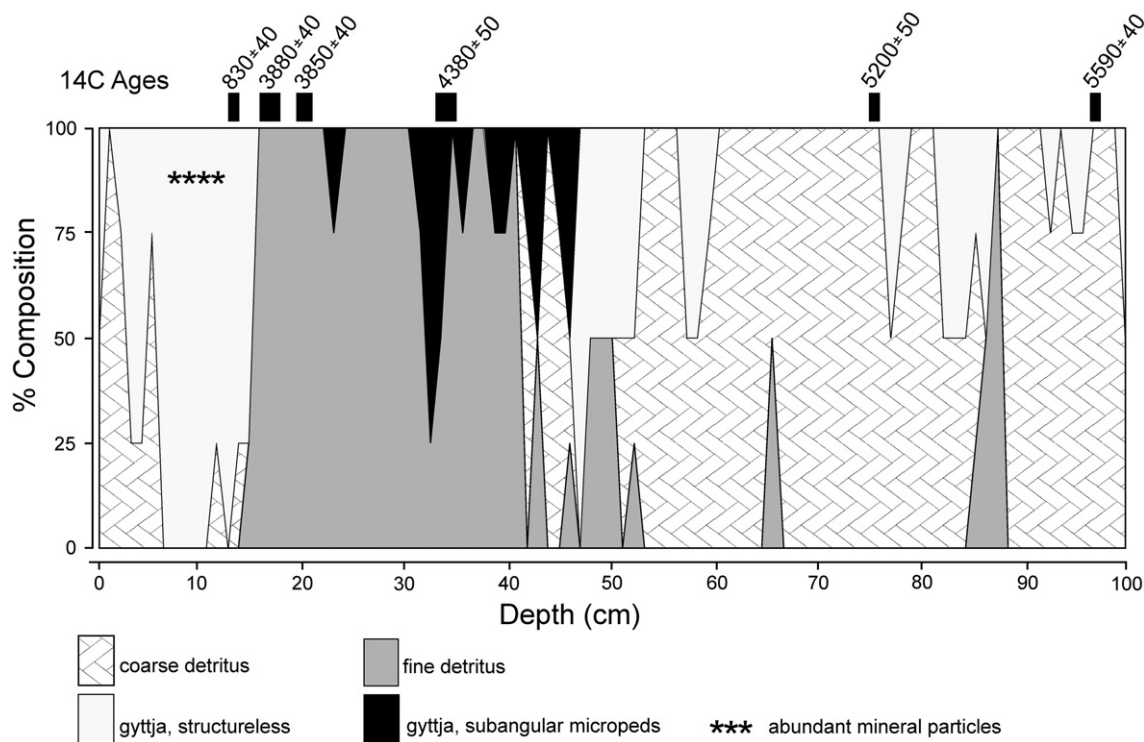 830±40
3880±40
3850±40
4380±50
5200±50
5590±40
14C Ages
100
75
50
25
0
% Composition
****
0 10 20 30 40 50 60 70 80 90 100
Depth (cm)
coarse detritus
fine detritus
gyttja, structureless
gyttja, subangular micropeds
*** abundant mineral particles